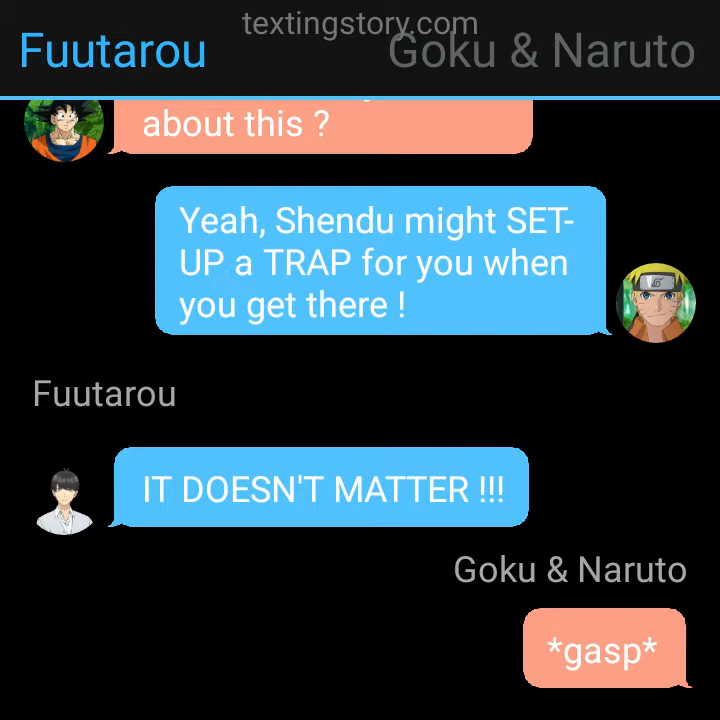 textingstory.com
Fuutarou
Goku & Naruto
about this ?
Yeah, Shendu might SET-
UP a TRAP for you when
you get there !
Fuutarou
IT DOESN'T MATTER !!!
Goku & Naruto
*gasp*